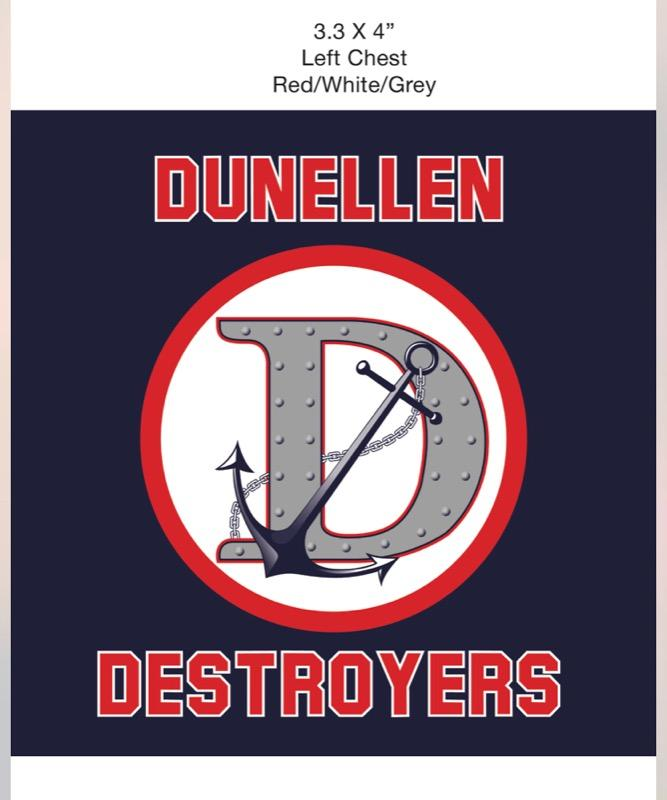 3.3 X 4”
Left Chest
Red/White/Grey
DUNELLEN
D
DESTROYERS